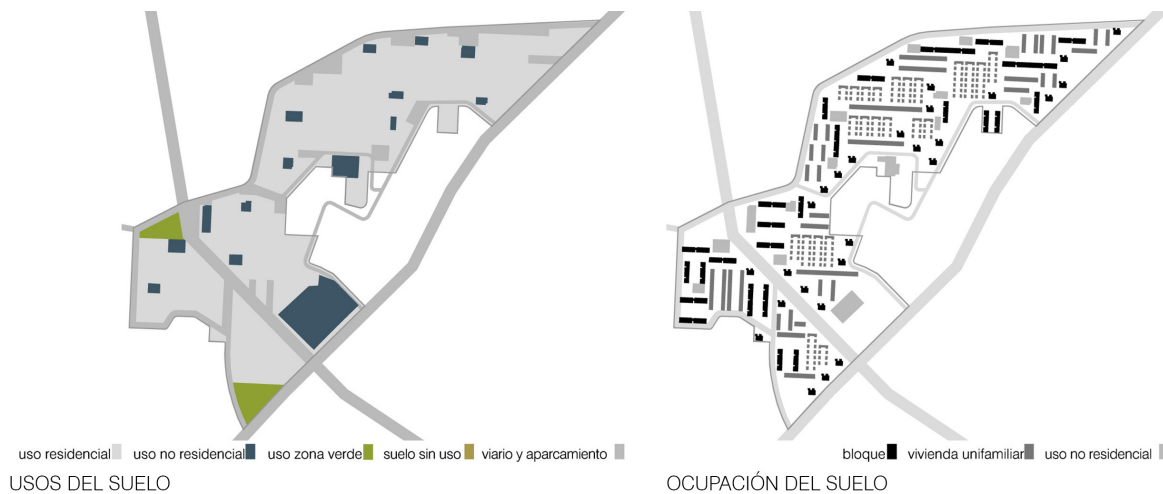 uso residencial uso no residencial uso zona verde suelo sin uso viario y aparcamiento
bloque vivienda unifamiliar uso no residencial
USOS DEL SUELO
OCUPACIÓN DEL SUELO